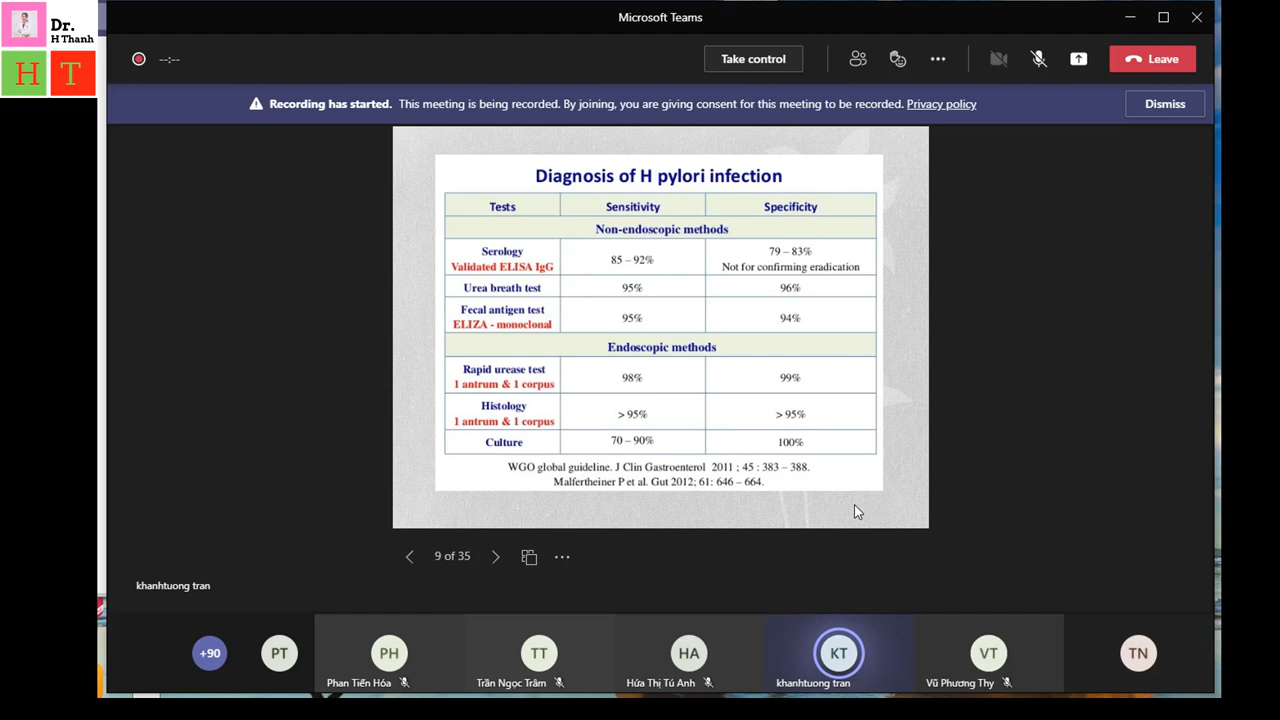 Dr.
H Thanh
H T
Microsoft Teams
--:--
Take control
Leave
Recording has started. This meeting is being recorded. By joining, you are giving consent for this meeting to be recorded. Privacy policy
Dismiss
Diagnosis of H pylori infection
Tests Sensitivity Specificity
Non-endoscopic methods
Serology
Validated ELISA IgG
85 – 92%
79 – 83%
Not for confirming eradication
Urea breath test 95% 96%
Fecal antigen test
ELIZA - monoclonal
95% 94%
Endoscopic methods
Rapid urease test
1 antrum & 1 corpus
98% 99%
Histology
1 antrum & 1 corpus
> 95% > 95%
Culture 70 – 90% 100%
WGO global guideline. J Clin Gastroenterol 2011 ; 45 : 383 – 388.
Malfertheiner P et al. Gut 2012; 61: 646 – 664.
9 of 35
khanhtuong tran
+90 PT PH TT HA KT VT TN
Phan Tiến Hóa Trần Ngọc Trâm Hứa Thị Tú Anh khanhtuong tran Vũ Phương Thy